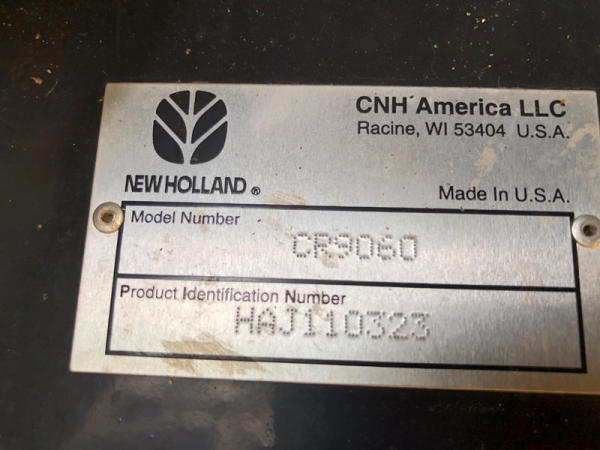 CNH America LLC
Racine, WI 53404 U.S.A.
NEW HOLLAND ®
Made In U.S.A.
Model Number
CR9060
Product Identification Number
HAJ110323